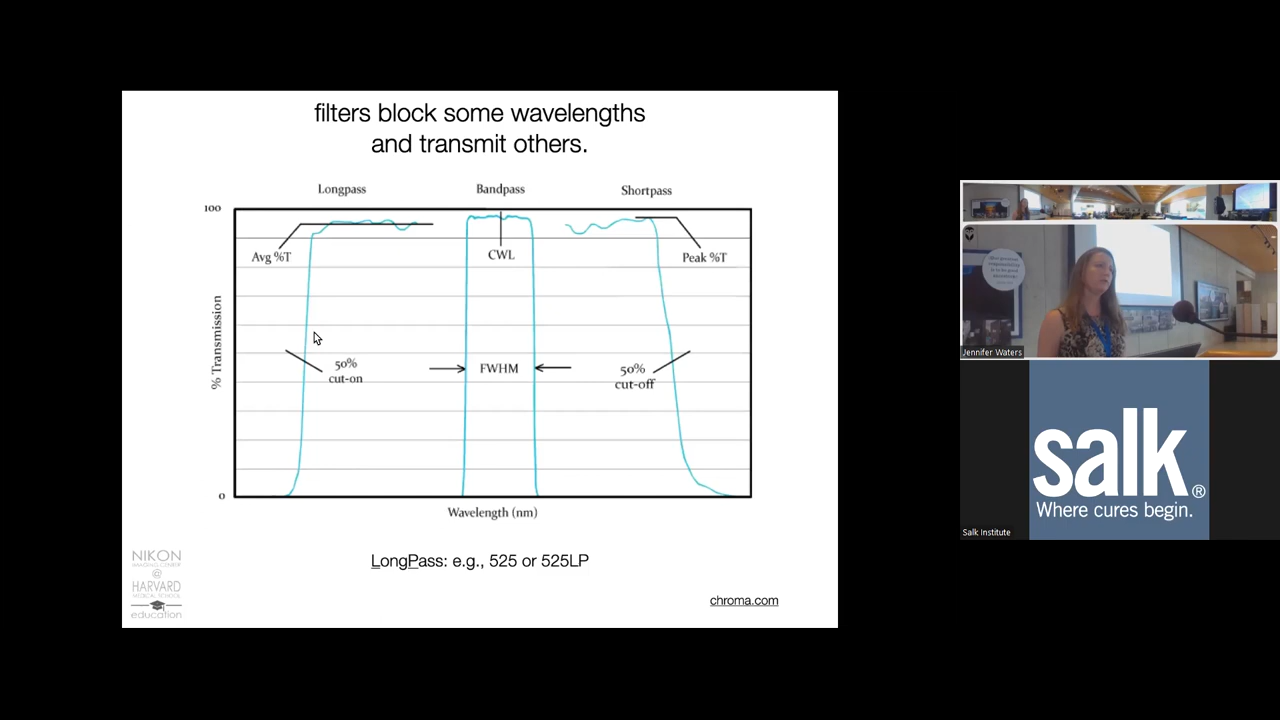 filters block some wavelengths
and transmit others.
Longpass
Bandpass
Shortpass
100
Avg %T
CWL
Peak %T
% Transmission
50%
cut-on
FWHM
50%
cut-off
0
Wavelength (nm)
LongPass: e.g., 525 or 525LP
chroma.com
NIKON
IMAGING CENTER
@
HARVARD
MEDICAL SCHOOL
education
Jennifer Waters
salk®
Where cures begin.
Salk Institute